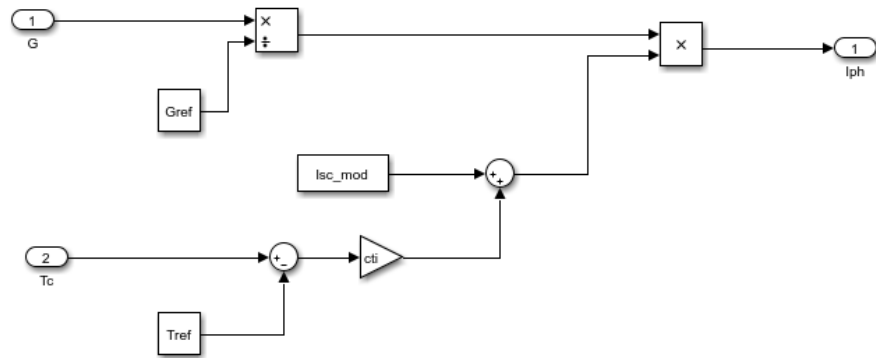 1
G
×
÷
Gref
×
1
Iph
Isc_mod
+
+
2
Tc
+
−
cti
Tref